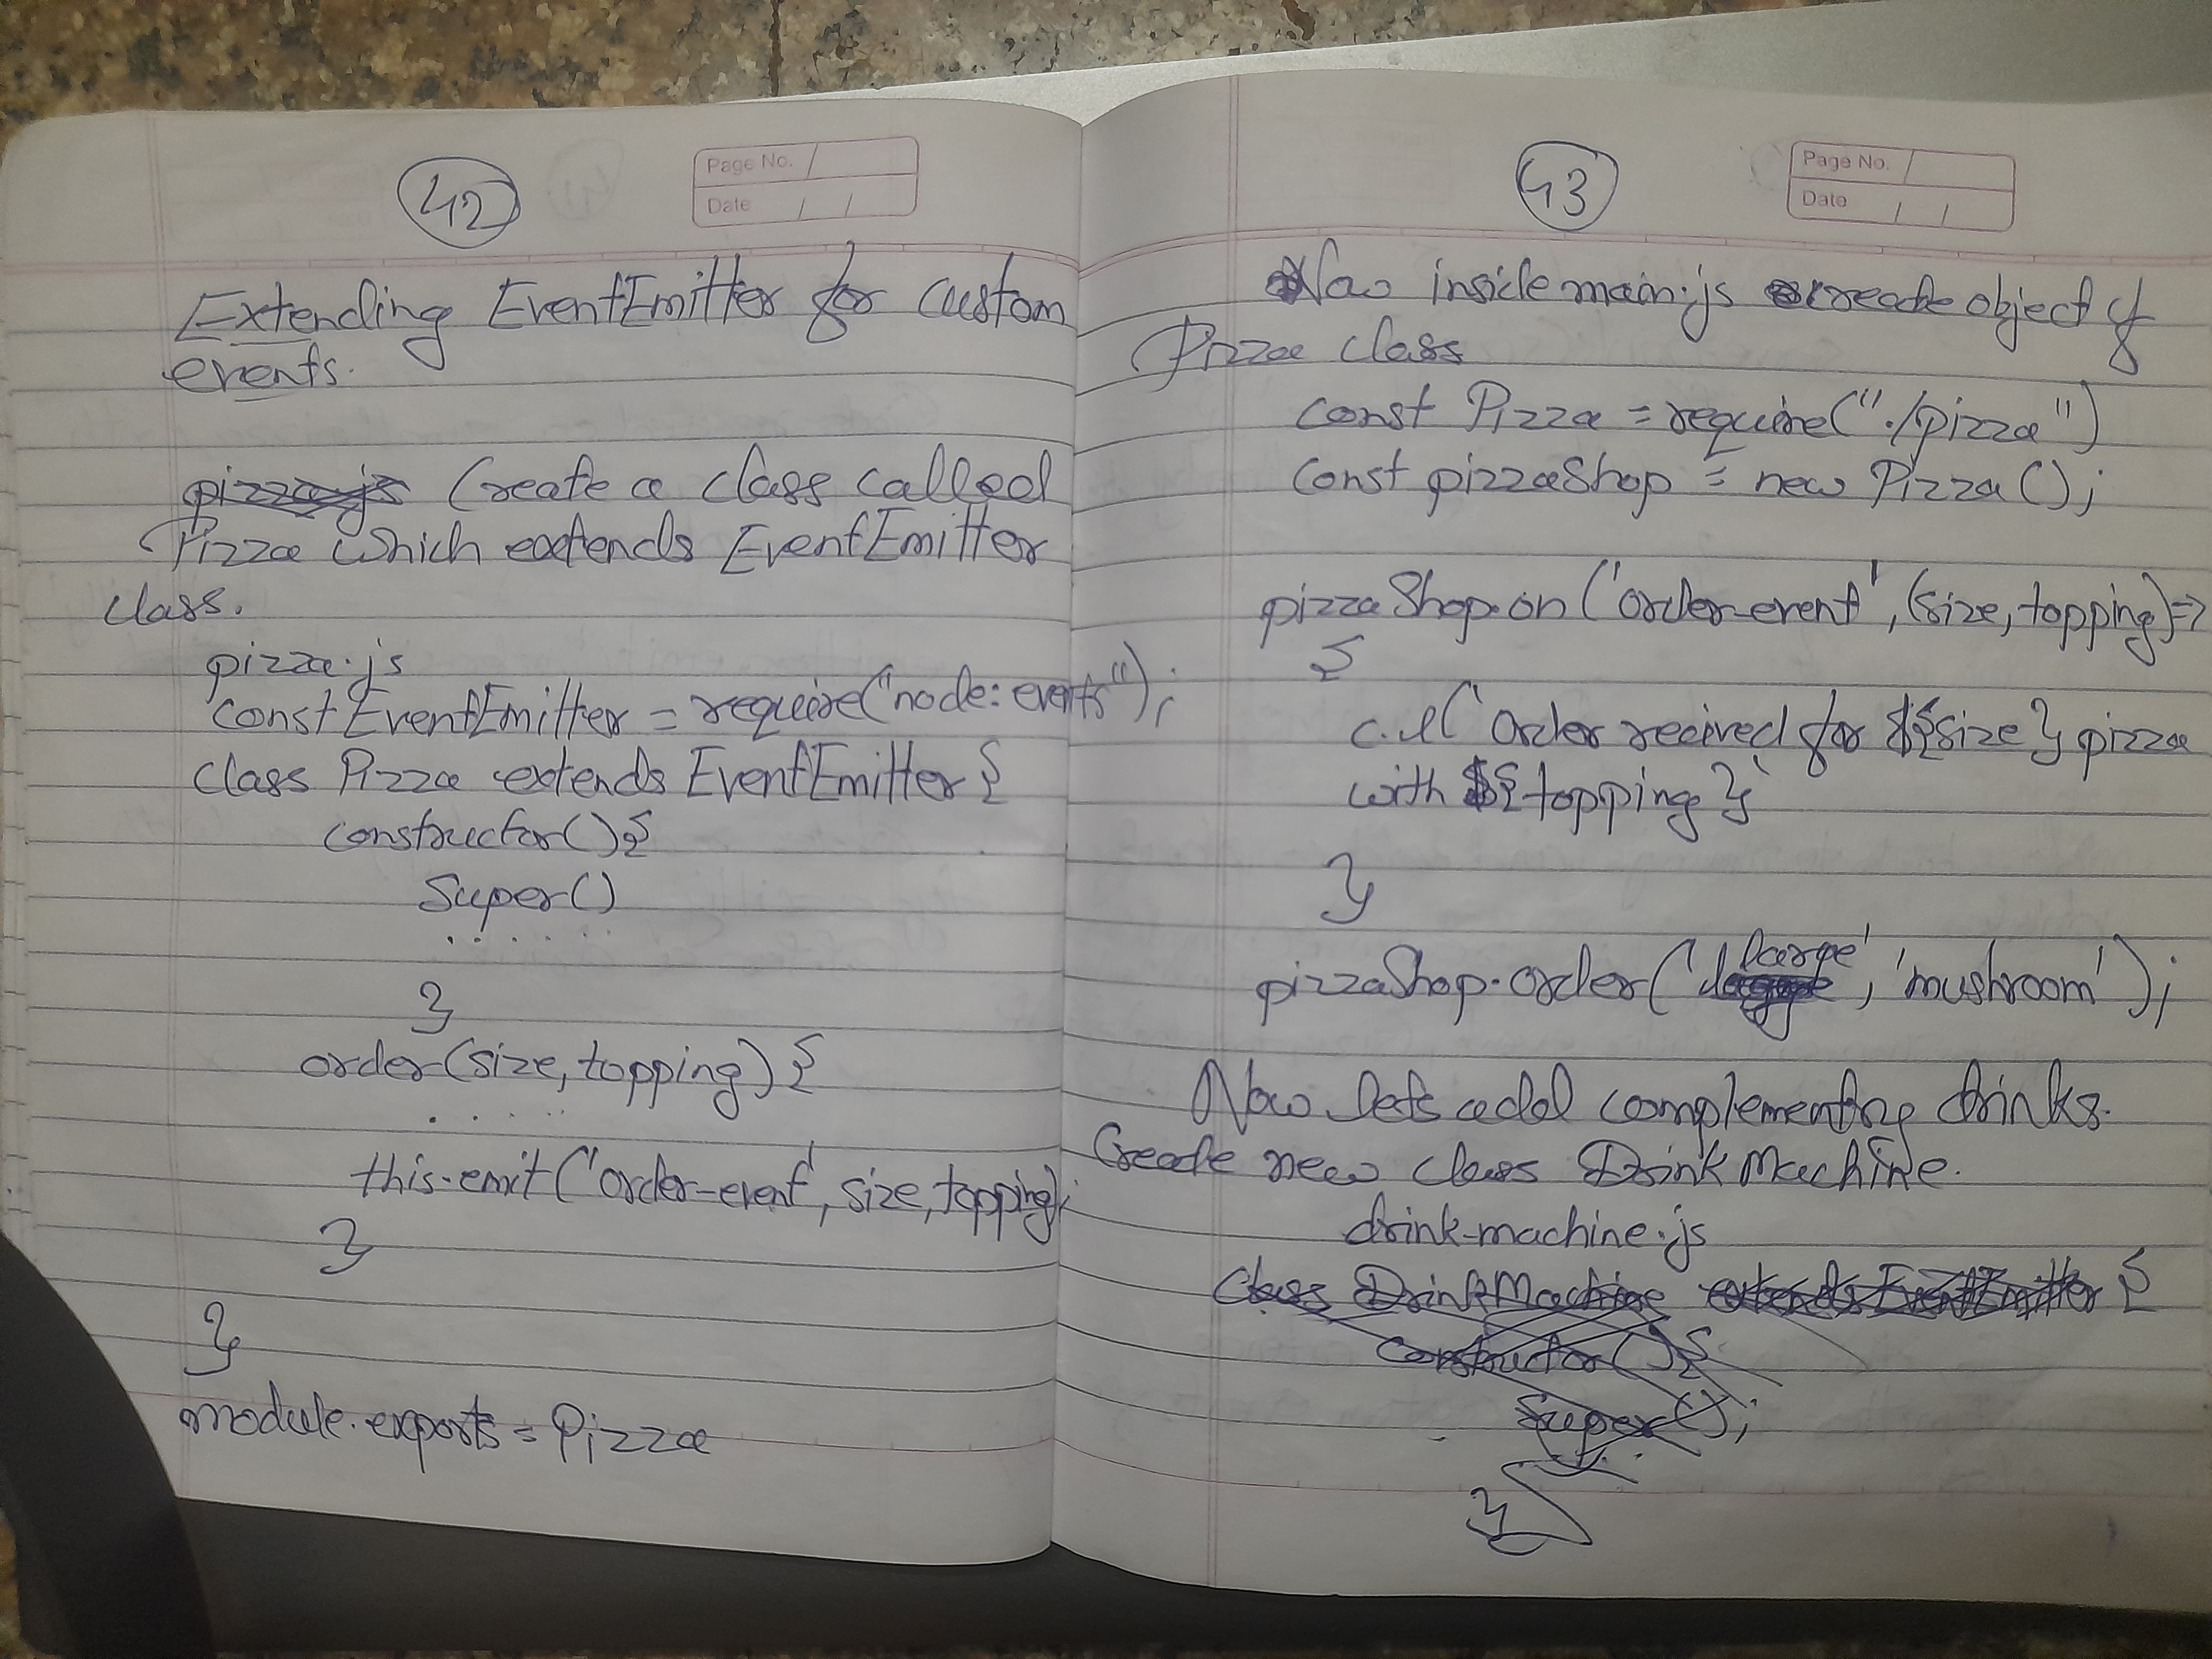 42
Page No.
Date
Extending EventEmitter for custom
events.
pizza.js Create a class called
Pizza which extends EventEmitter
class.
pizza.js
const EventEmitter = require("node:events");
class Pizza extends EventEmitter {
constructor(){
super()
......
}
order(size, topping) {
......
this.emit('order-event', size, topping);
}
}
module.exports = Pizza
43
Page No.
Date
Now inside main.js create object of
Pizza class
const Pizza = require("./pizza")
const pizzaShop = new Pizza();
pizzaShop.on('order-event', (size, topping)=>
{
c.l(`Order recived for ${size} pizza
with ${topping}`
}
pizzaShop.order('large', 'mushroom');
Now lets add complementry drinks.
Create new class DrinkMachine.
drink-machine.js
class DrinkMachine extends EventEmitter {
constructor(){
super();
}